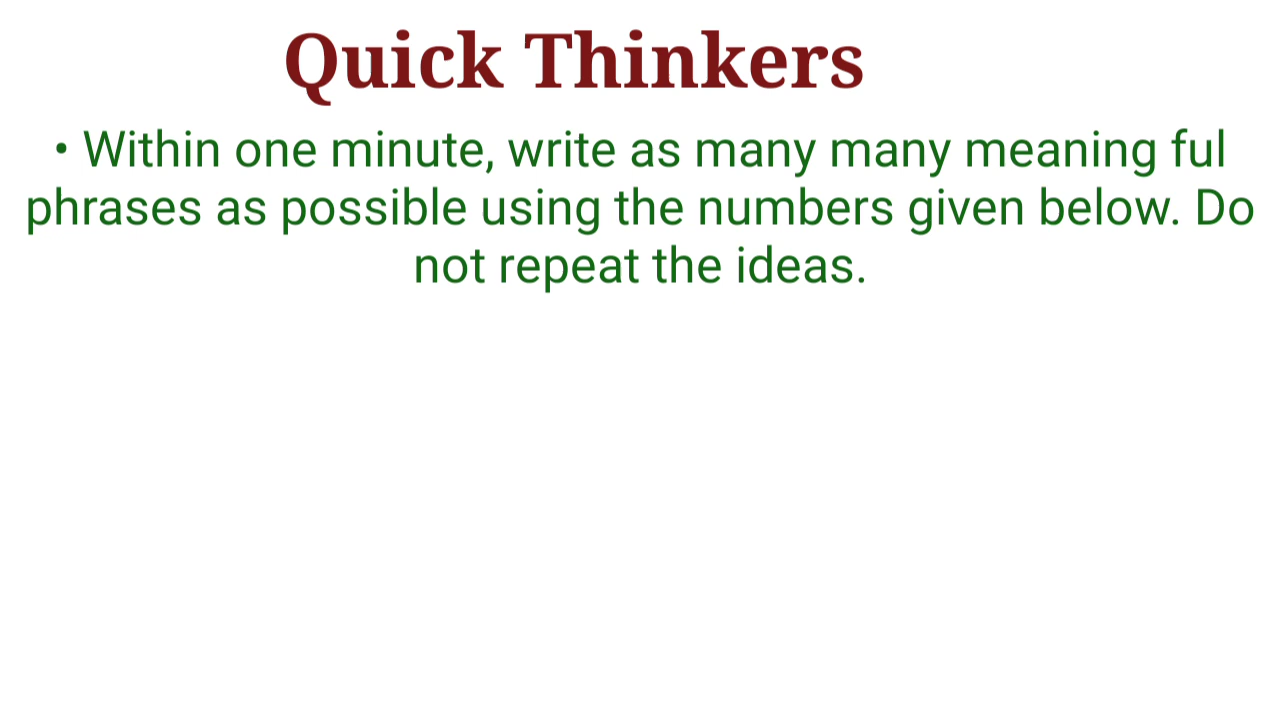 Quick Thinkers
• Within one minute, write as many many meaning ful
phrases as possible using the numbers given below. Do
not repeat the ideas.